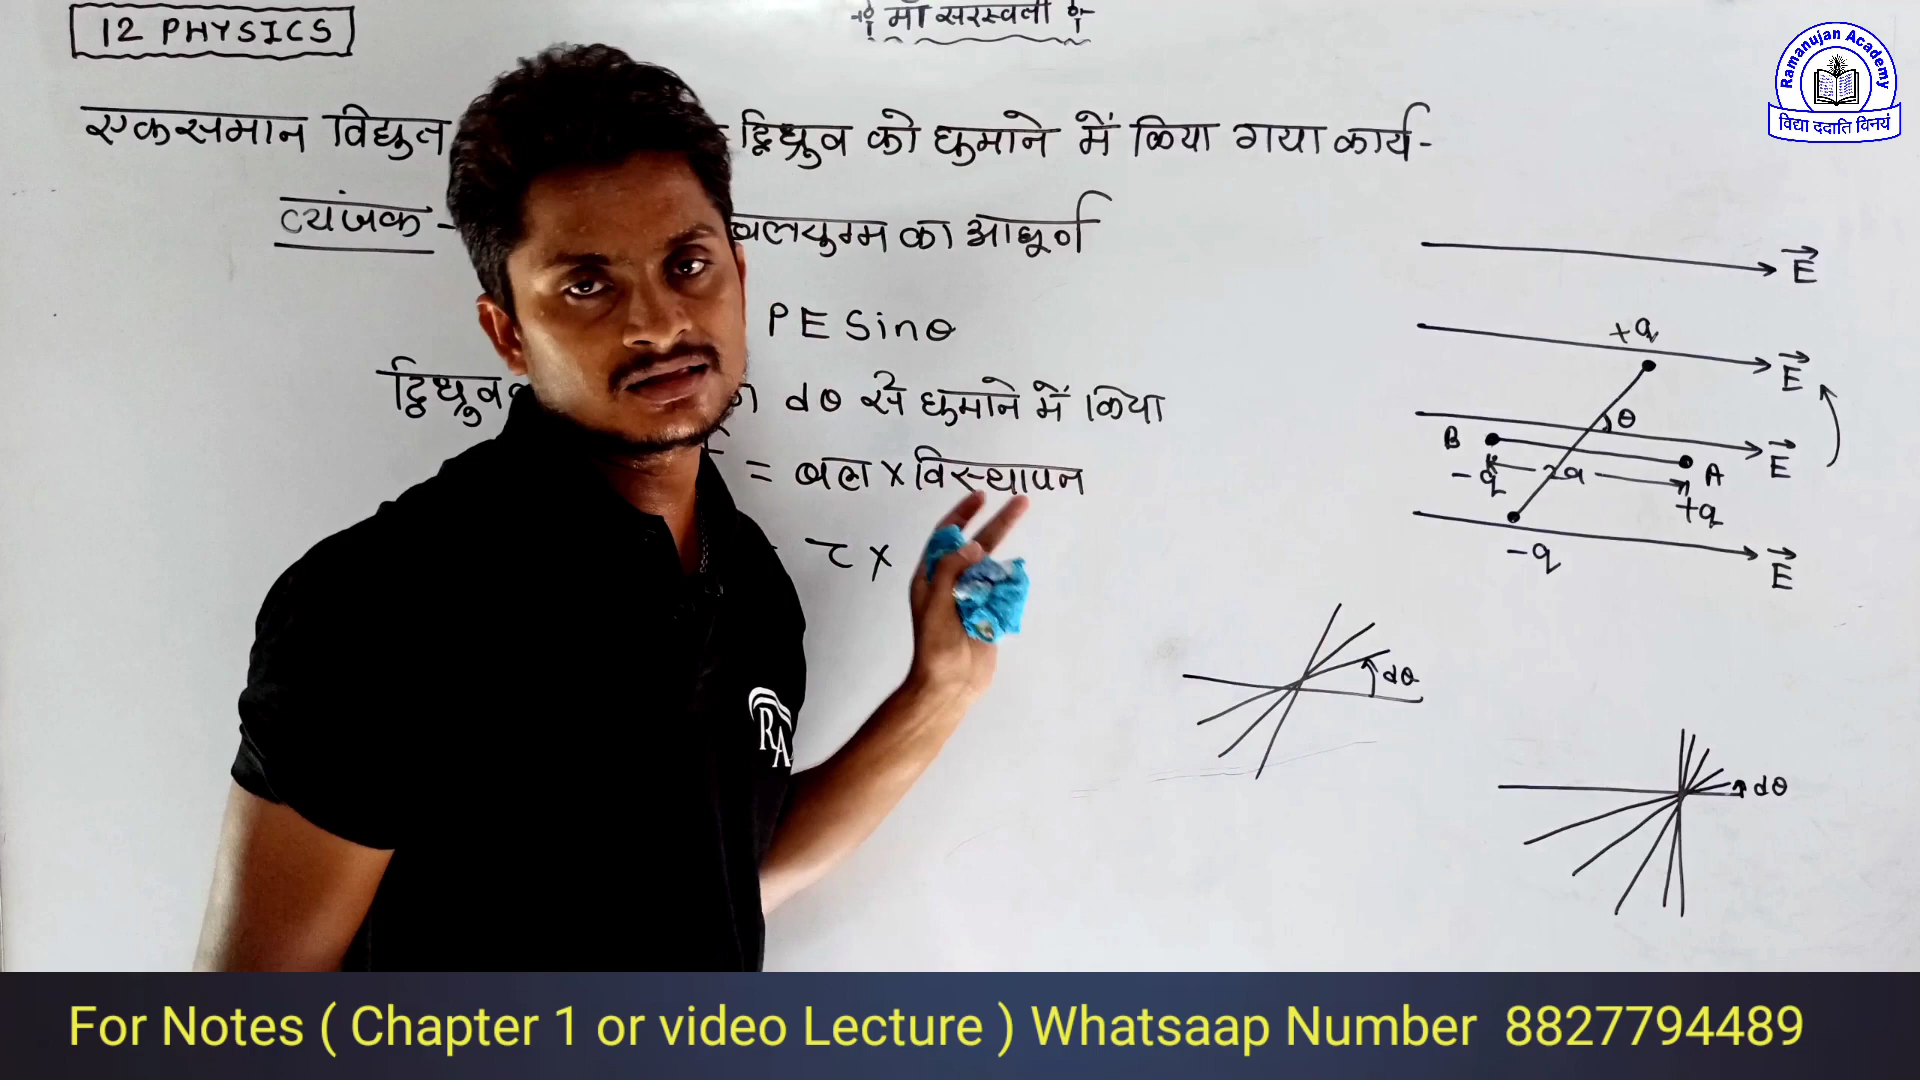 12 PHYSICS
माँ सरस्वती
Ramanujan Academy
विद्या ददाति विनयं
एकसमान विद्युत द्विध्रुव को घुमाने में किया गया कार्य-
व्यंजक - बलयुग्म का आघूर्ण
PE Sinθ
द्विध्रुव dθ से घुमाने में किया
= बल × विस्थापन
τ ×
E
+q
E
θ
B
E
-q
2a
A
+q
-q
E
dθ
dθ
RA
For Notes ( Chapter 1 or video Lecture ) Whatsaap Number 8827794489